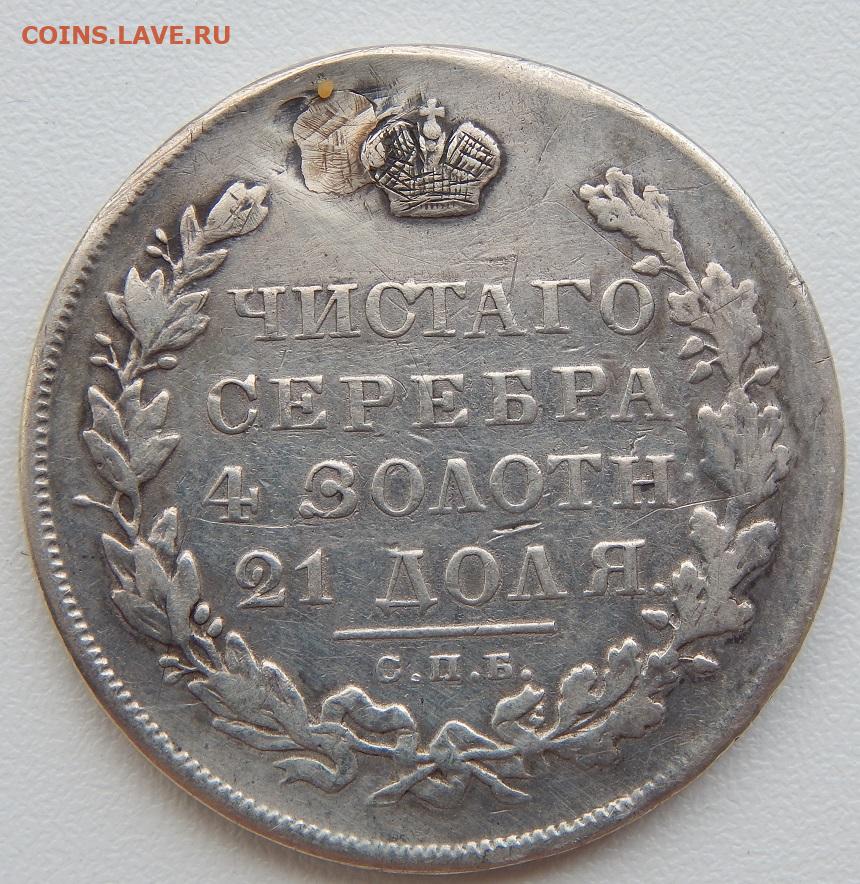 COINS.LAVE.RU
ЧИСТАГО
СЕРЕБРА
4 ЗОЛОТН.
21 ДОЛЯ.
С.П.Б.